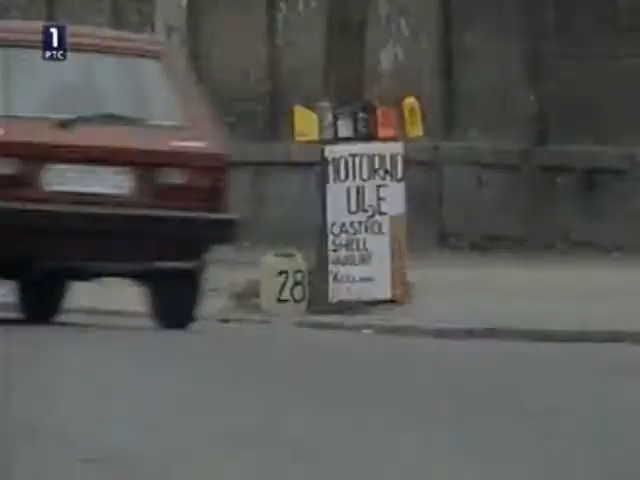 1
РТС
MOTORNO
ULJE
CASTROL
SHELL
28